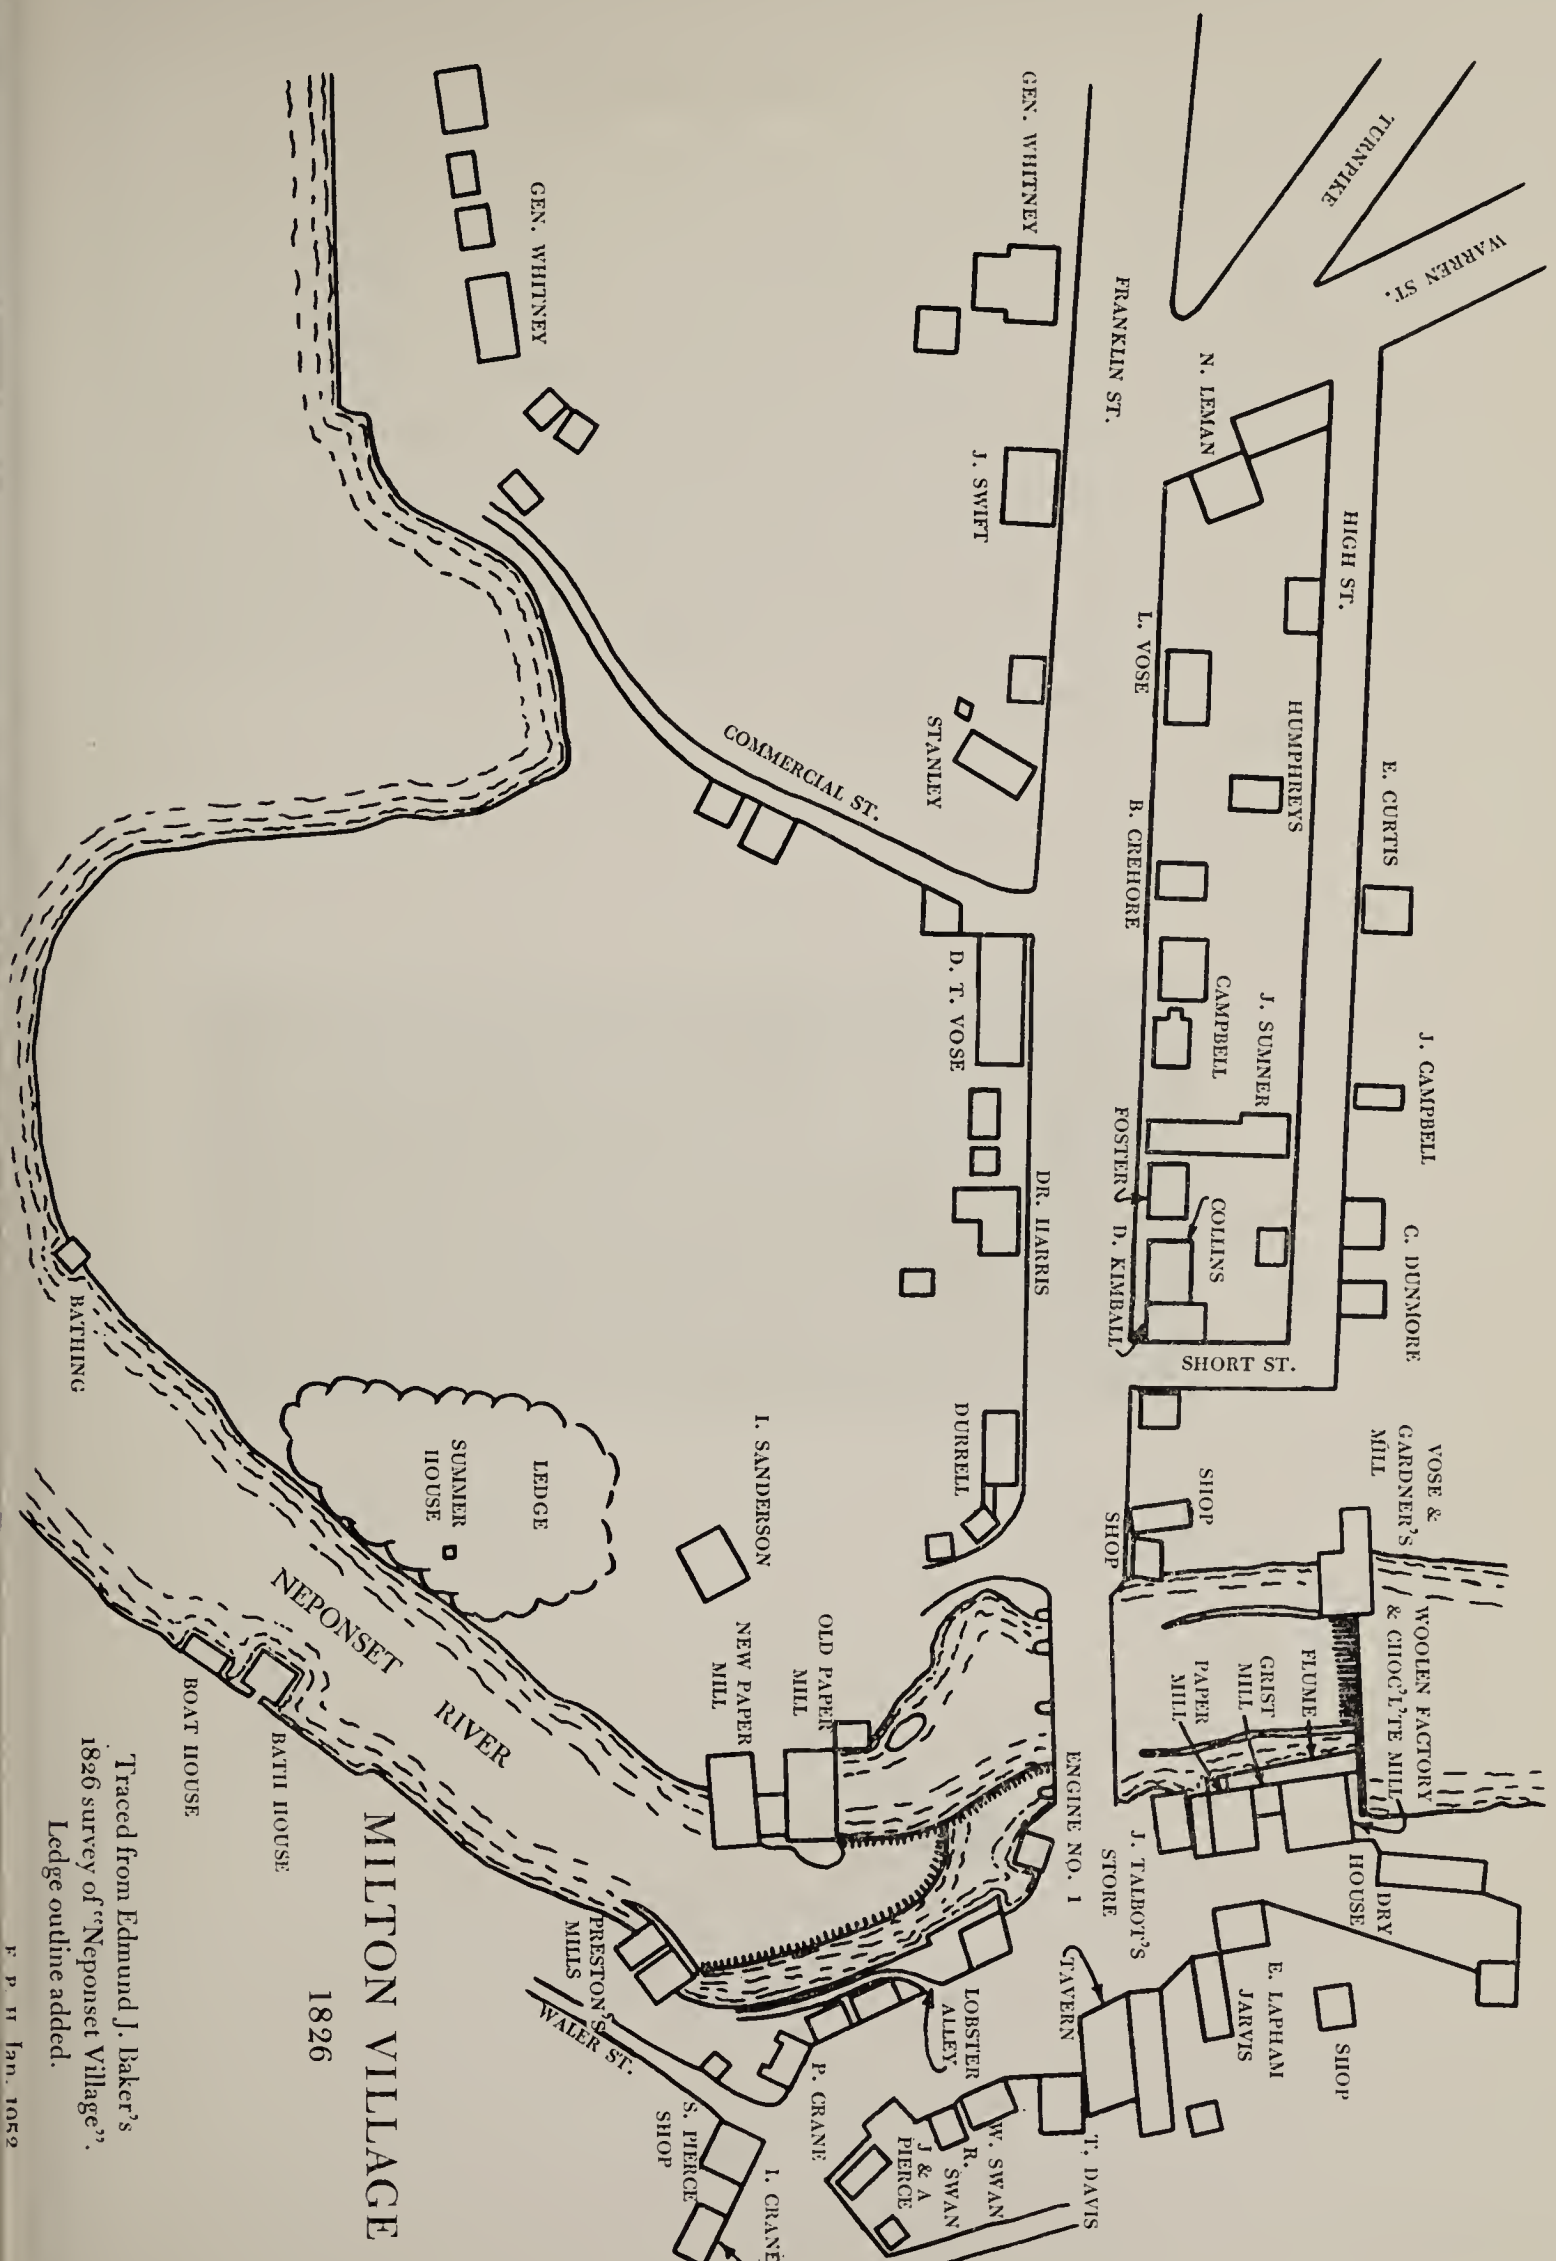 TURNPIKE
WARREN ST.
GEN. WHITNEY
FRANKLIN ST.
N. LEMAN
HIGH ST.
GEN. WHITNEY
J. SWIFT
L. VOSE
HUMPHREYS
E. CURTIS
STANLEY
COMMERCIAL ST.
B. CREHORE
CAMPBELL
J. SUMNER
J. CAMPBELL
D. T. VOSE
FOSTER
COLLINS
D. KIMBALL
C. DUNMORE
DR. HARRIS
SHORT ST.
BATHING
DURRELL
I. SANDERSON
LEDGE
SUMMER
HOUSE
SHOP
SHOP
VOSE &
GARDNER'S
MILL
WOOLEN FACTORY
& CHOC'L'TE MILL
FLUME
GRIST
MILL
PAPER
MILL
OLD PAPER
MILL
NEW PAPER
MILL
NEPONSET
RIVER
BOAT HOUSE
BATH HOUSE
ENGINE NO. 1
J. TALBOT'S
STORE
DRY
HOUSE
E. LAPHAM
JARVIS
SHOP
TAVERN
LOBSTER
ALLEY
PRESTON'S
MILLS
WALER ST.
P. CRANE
S. PIERCE
SHOP
I. CRANE
T. DAVIS
W. SWAN
R. SWAN
J & A
PIERCE
MILTON VILLAGE
1826
Traced from Edmund J. Baker's
1826 survey of "Neponset Village".
Ledge outline added.
Jan. 1952